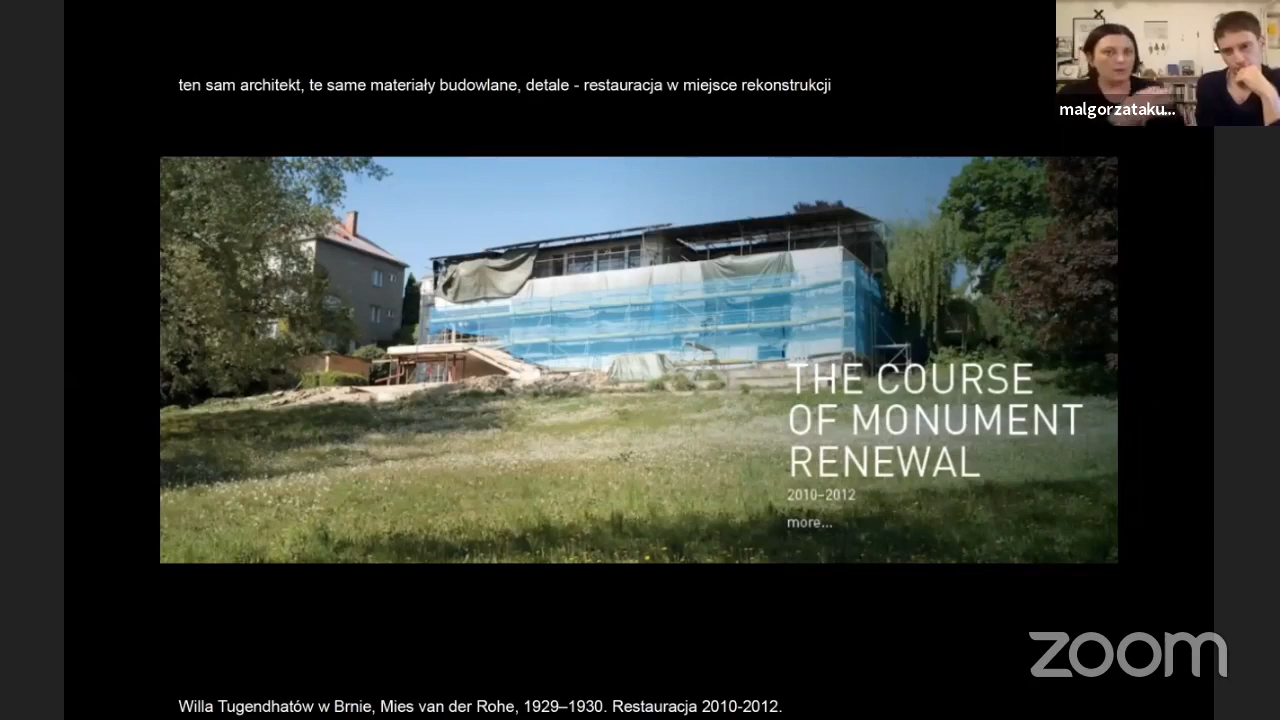 ten sam architekt, te same materiały budowlane, detale - restauracja w miejsce rekonstrukcji
malgorzataku...
THE COURSE
OF MONUMENT
RENEWAL
2010–2012
more...
zoom
Willa Tugendhatów w Brnie, Mies van der Rohe, 1929–1930. Restauracja 2010-2012.